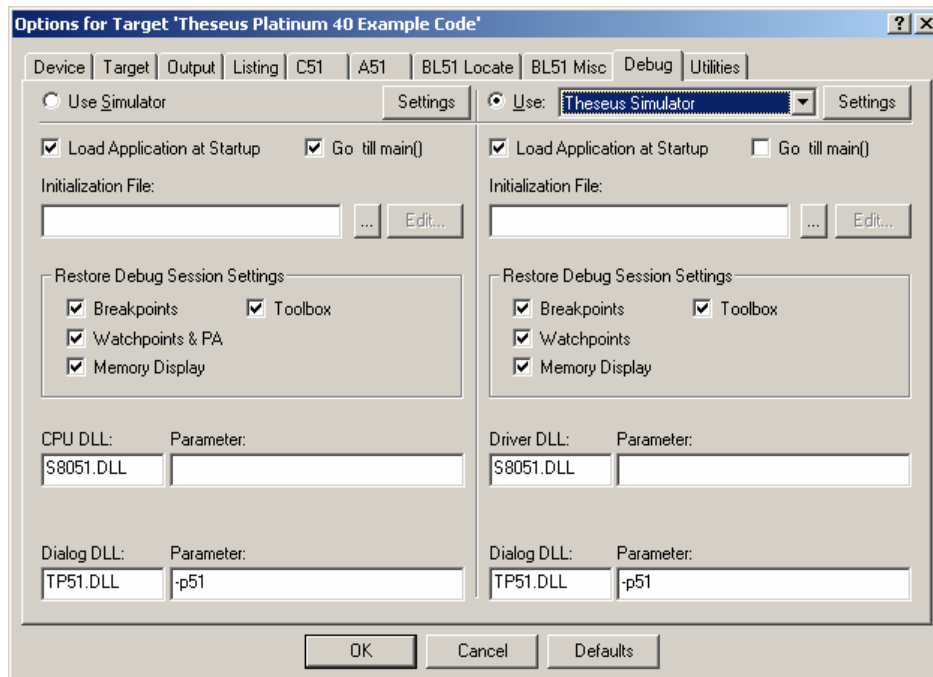 Options for Target 'Theseus Platinum 40 Example Code'
Device Target Output Listing C51 A51 BL51 Locate BL51 Misc Debug Utilities
Use Simulator Settings Use: Theseus Simulator Settings
Load Application at Startup Go till main() Load Application at Startup Go till main()
Initialization File: Initialization File:
... Edit... ... Edit...
Restore Debug Session Settings Restore Debug Session Settings
Breakpoints Toolbox Breakpoints Toolbox
Watchpoints & PA Watchpoints
Memory Display Memory Display
CPU DLL: Parameter: Driver DLL: Parameter:
S8051.DLL S8051.DLL
Dialog DLL: Parameter: Dialog DLL: Parameter:
TP51.DLL -p51 TP51.DLL -p51
OK Cancel Defaults